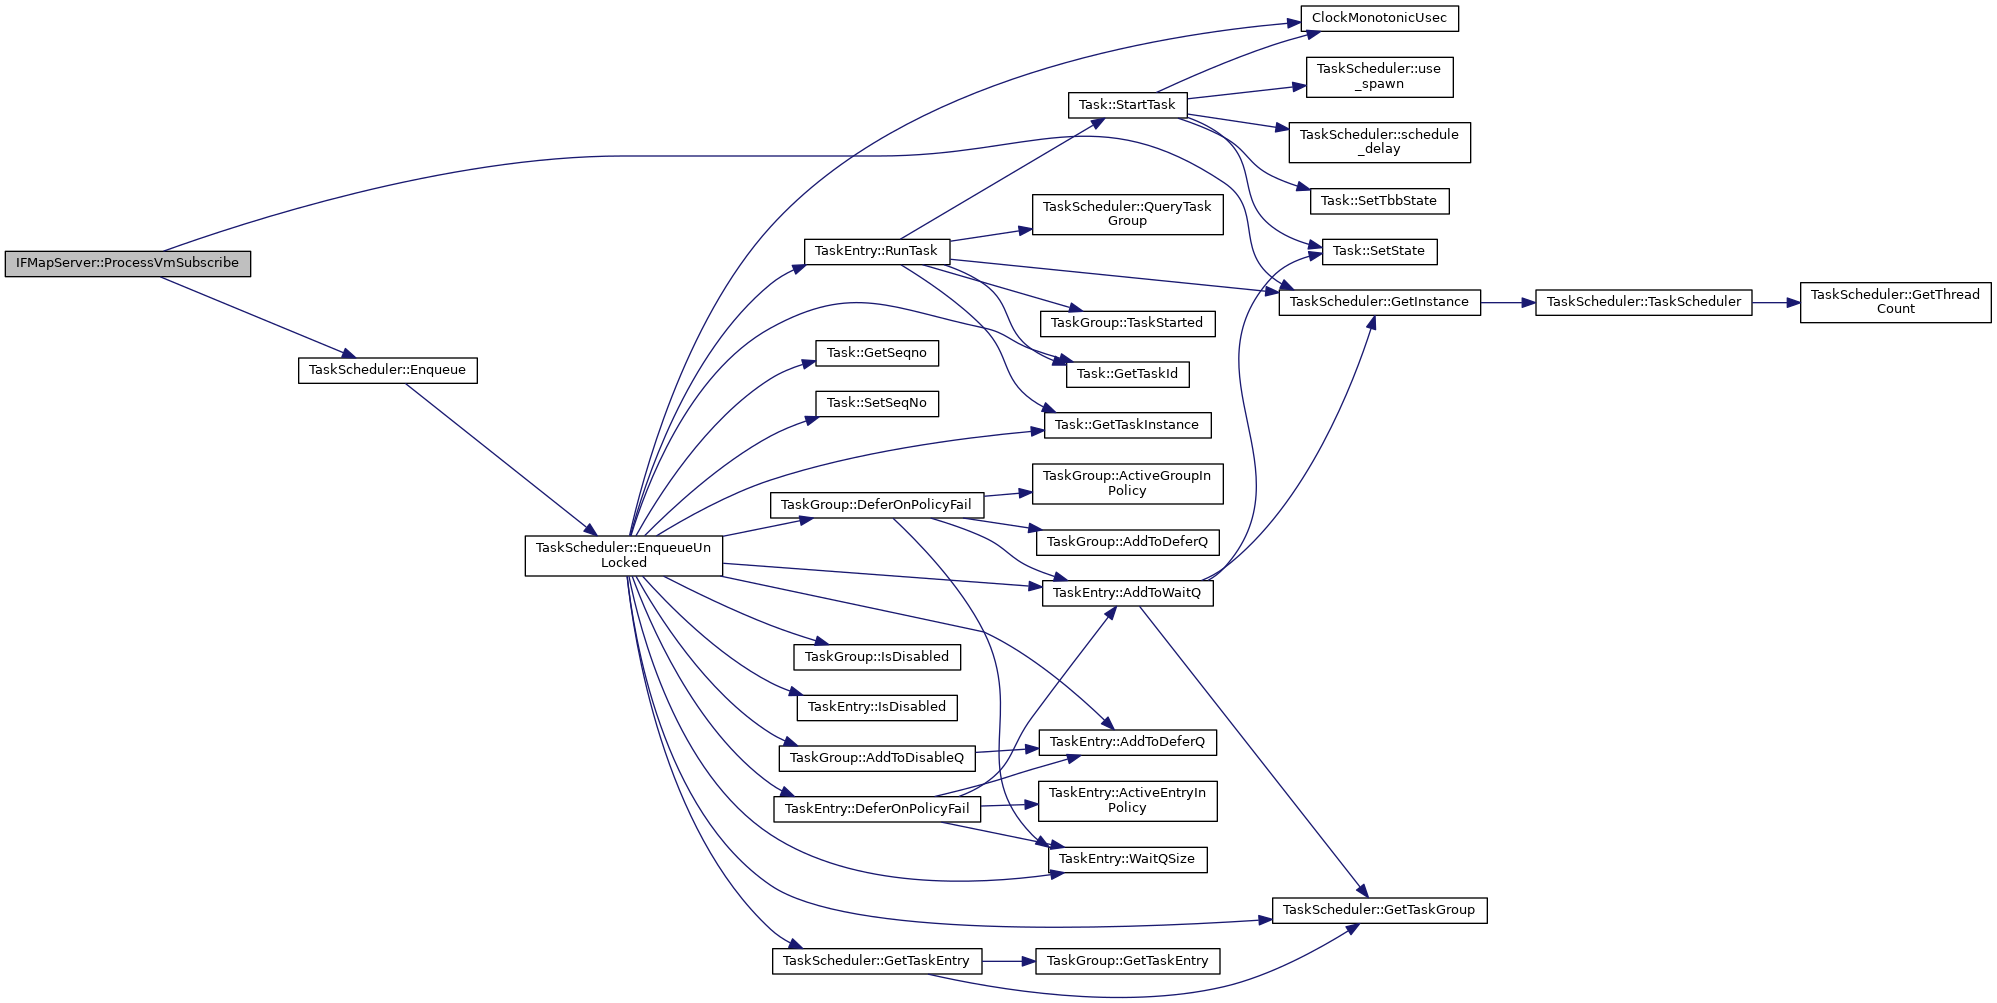 ClockMonotonicUsec
TaskScheduler::use
_spawn
Task::StartTask
TaskScheduler::schedule
_delay
Task::SetTbbState
TaskScheduler::QueryTask
Group
TaskEntry::RunTask
Task::SetState
IFMapServer::ProcessVmSubscribe
TaskScheduler::GetInstance
TaskScheduler::TaskScheduler
TaskScheduler::GetThread
Count
TaskGroup::TaskStarted
Task::GetSeqno
TaskScheduler::Enqueue
Task::GetTaskId
Task::SetSeqNo
Task::GetTaskInstance
TaskGroup::ActiveGroupIn
Policy
TaskGroup::DeferOnPolicyFail
TaskGroup::AddToDeferQ
TaskScheduler::EnqueueUn
Locked
TaskEntry::AddToWaitQ
TaskGroup::IsDisabled
TaskEntry::IsDisabled
TaskEntry::AddToDeferQ
TaskGroup::AddToDisableQ
TaskEntry::ActiveEntryIn
Policy
TaskEntry::DeferOnPolicyFail
TaskEntry::WaitQSize
TaskScheduler::GetTaskGroup
TaskScheduler::GetTaskEntry
TaskGroup::GetTaskEntry